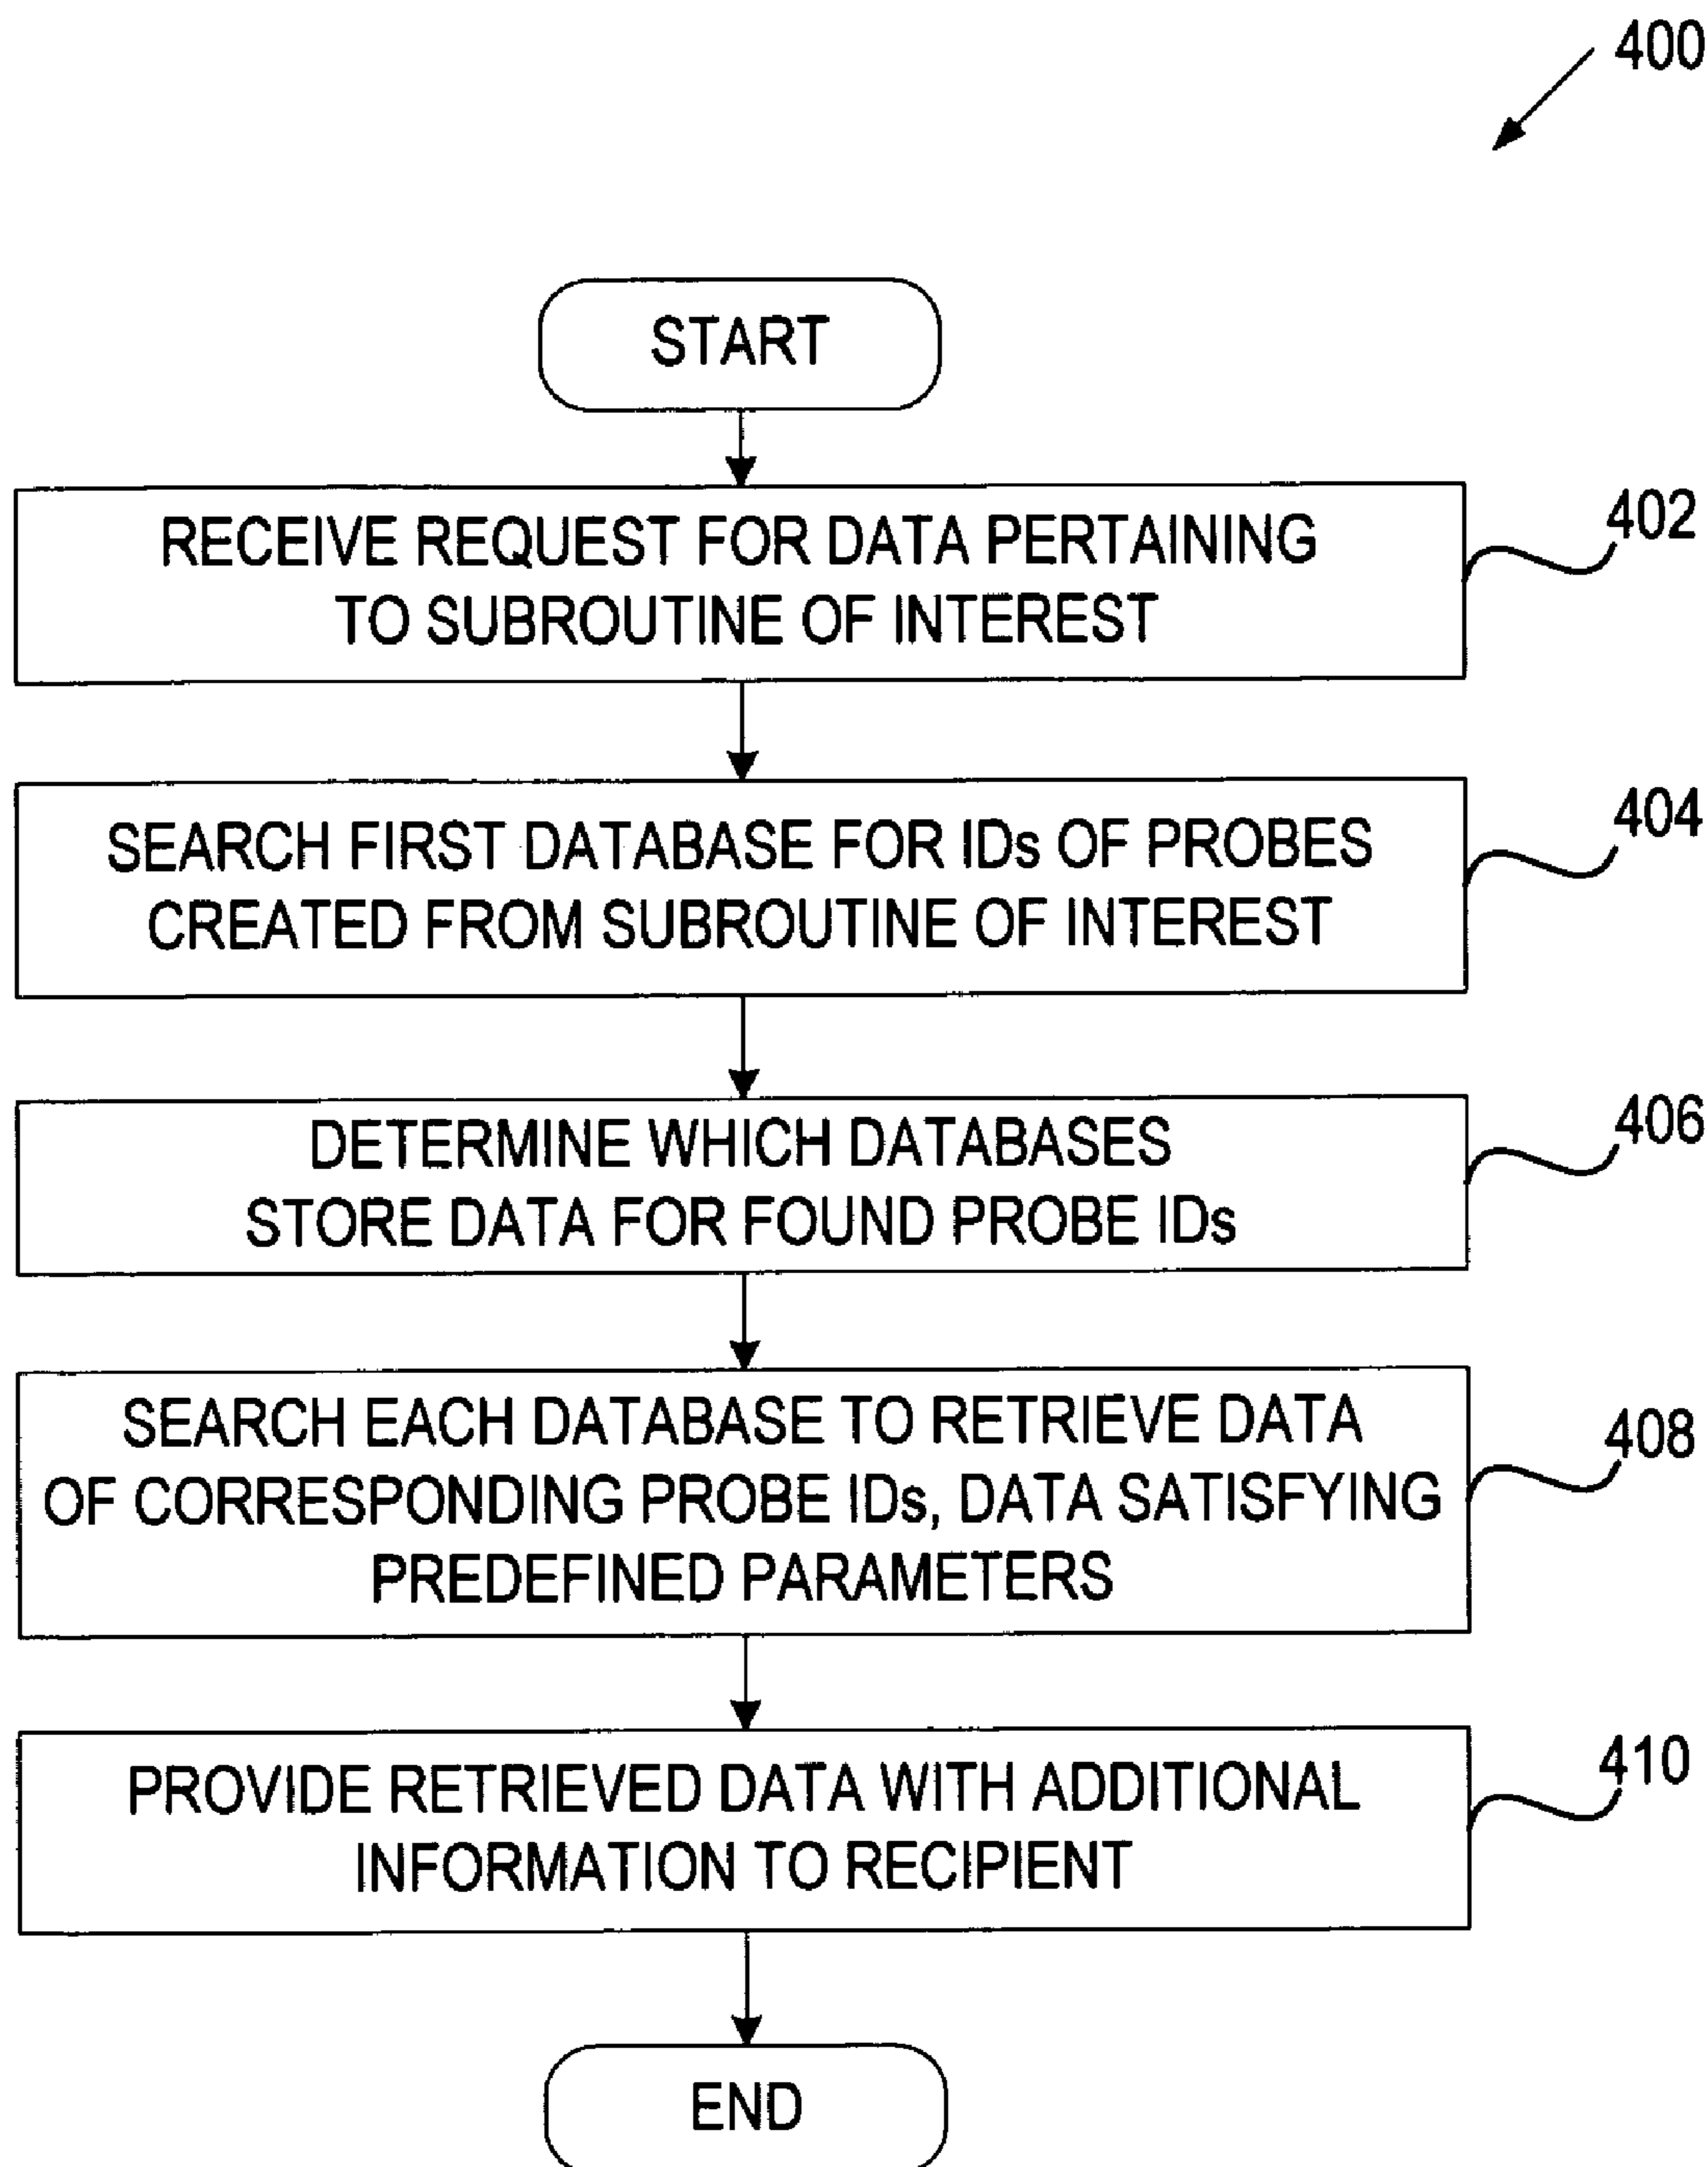 400
START
RECEIVE REQUEST FOR DATA PERTAINING
TO SUBROUTINE OF INTEREST
402
SEARCH FIRST DATABASE FOR IDs OF PROBES
CREATED FROM SUBROUTINE OF INTEREST
404
DETERMINE WHICH DATABASES
STORE DATA FOR FOUND PROBE IDs
406
SEARCH EACH DATABASE TO RETRIEVE DATA
OF CORRESPONDING PROBE IDs, DATA SATISFYING
PREDEFINED PARAMETERS
408
PROVIDE RETRIEVED DATA WITH ADDITIONAL
INFORMATION TO RECIPIENT
410
END